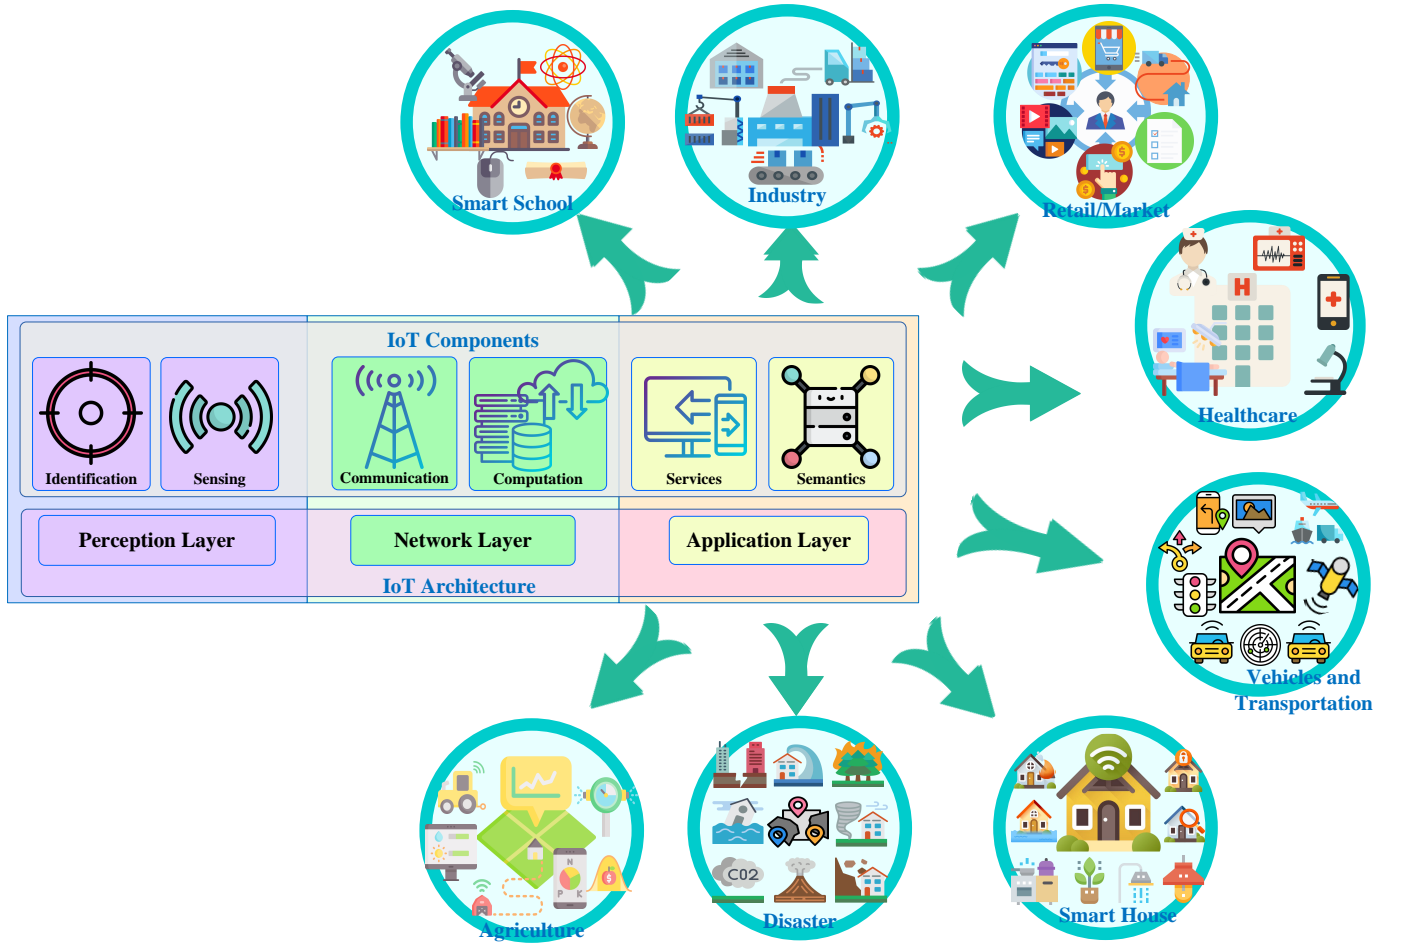 Smart School
Industry
Retail/Market
H
Healthcare
IoT Components
Identification
Sensing
Communication
Computation
Services
Semantics
Perception Layer
Network Layer
Application Layer
IoT Architecture
Vehicles and
Transportation
N
P K
Agriculture
CO2
Disaster
Smart House